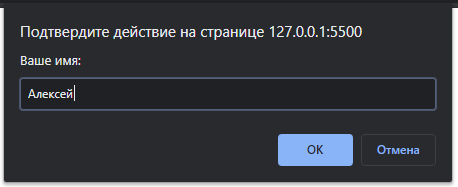 Подтвердите действие на странице 127.0.0.1:5500
Ваше имя:
Алексей
OK
Отмена